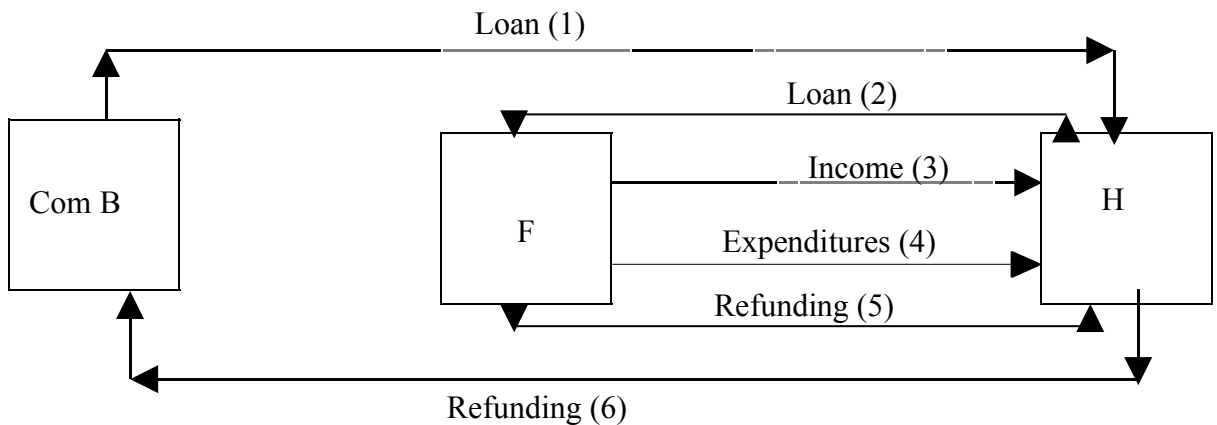 Loan (1)
Loan (2)
Income (3)
Com B
F
H
Expenditures (4)
Refunding (5)
Refunding (6)